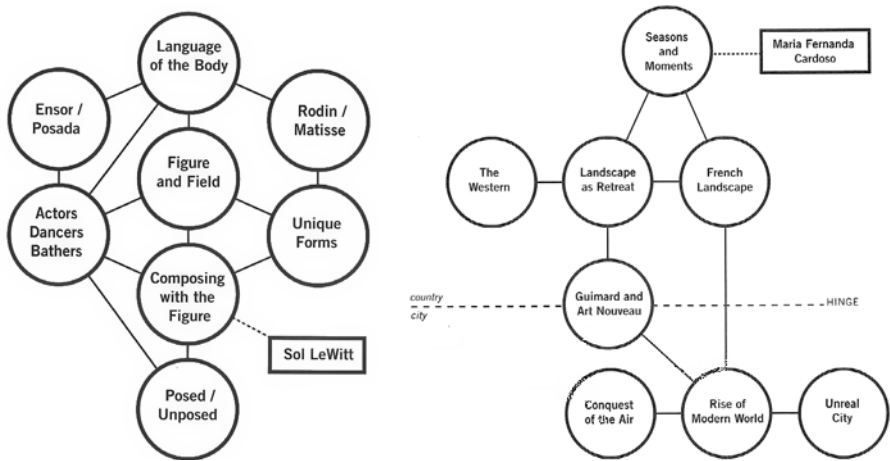 Language
of the Body
Ensor /
Posada
Rodin /
Matisse
Figure
and Field
Actors
Dancers
Bathers
Unique
Forms
Composing
with the
Figure
Sol LeWitt
Posed /
Unposed
Seasons
and
Moments
Maria Fernanda
Cardoso
The
Western
Landscape
as Retreat
French
Landscape
country
city
Guimard and
Art Nouveau
HINGE
Conquest
of the Air
Rise of
Modern World
Unreal
City